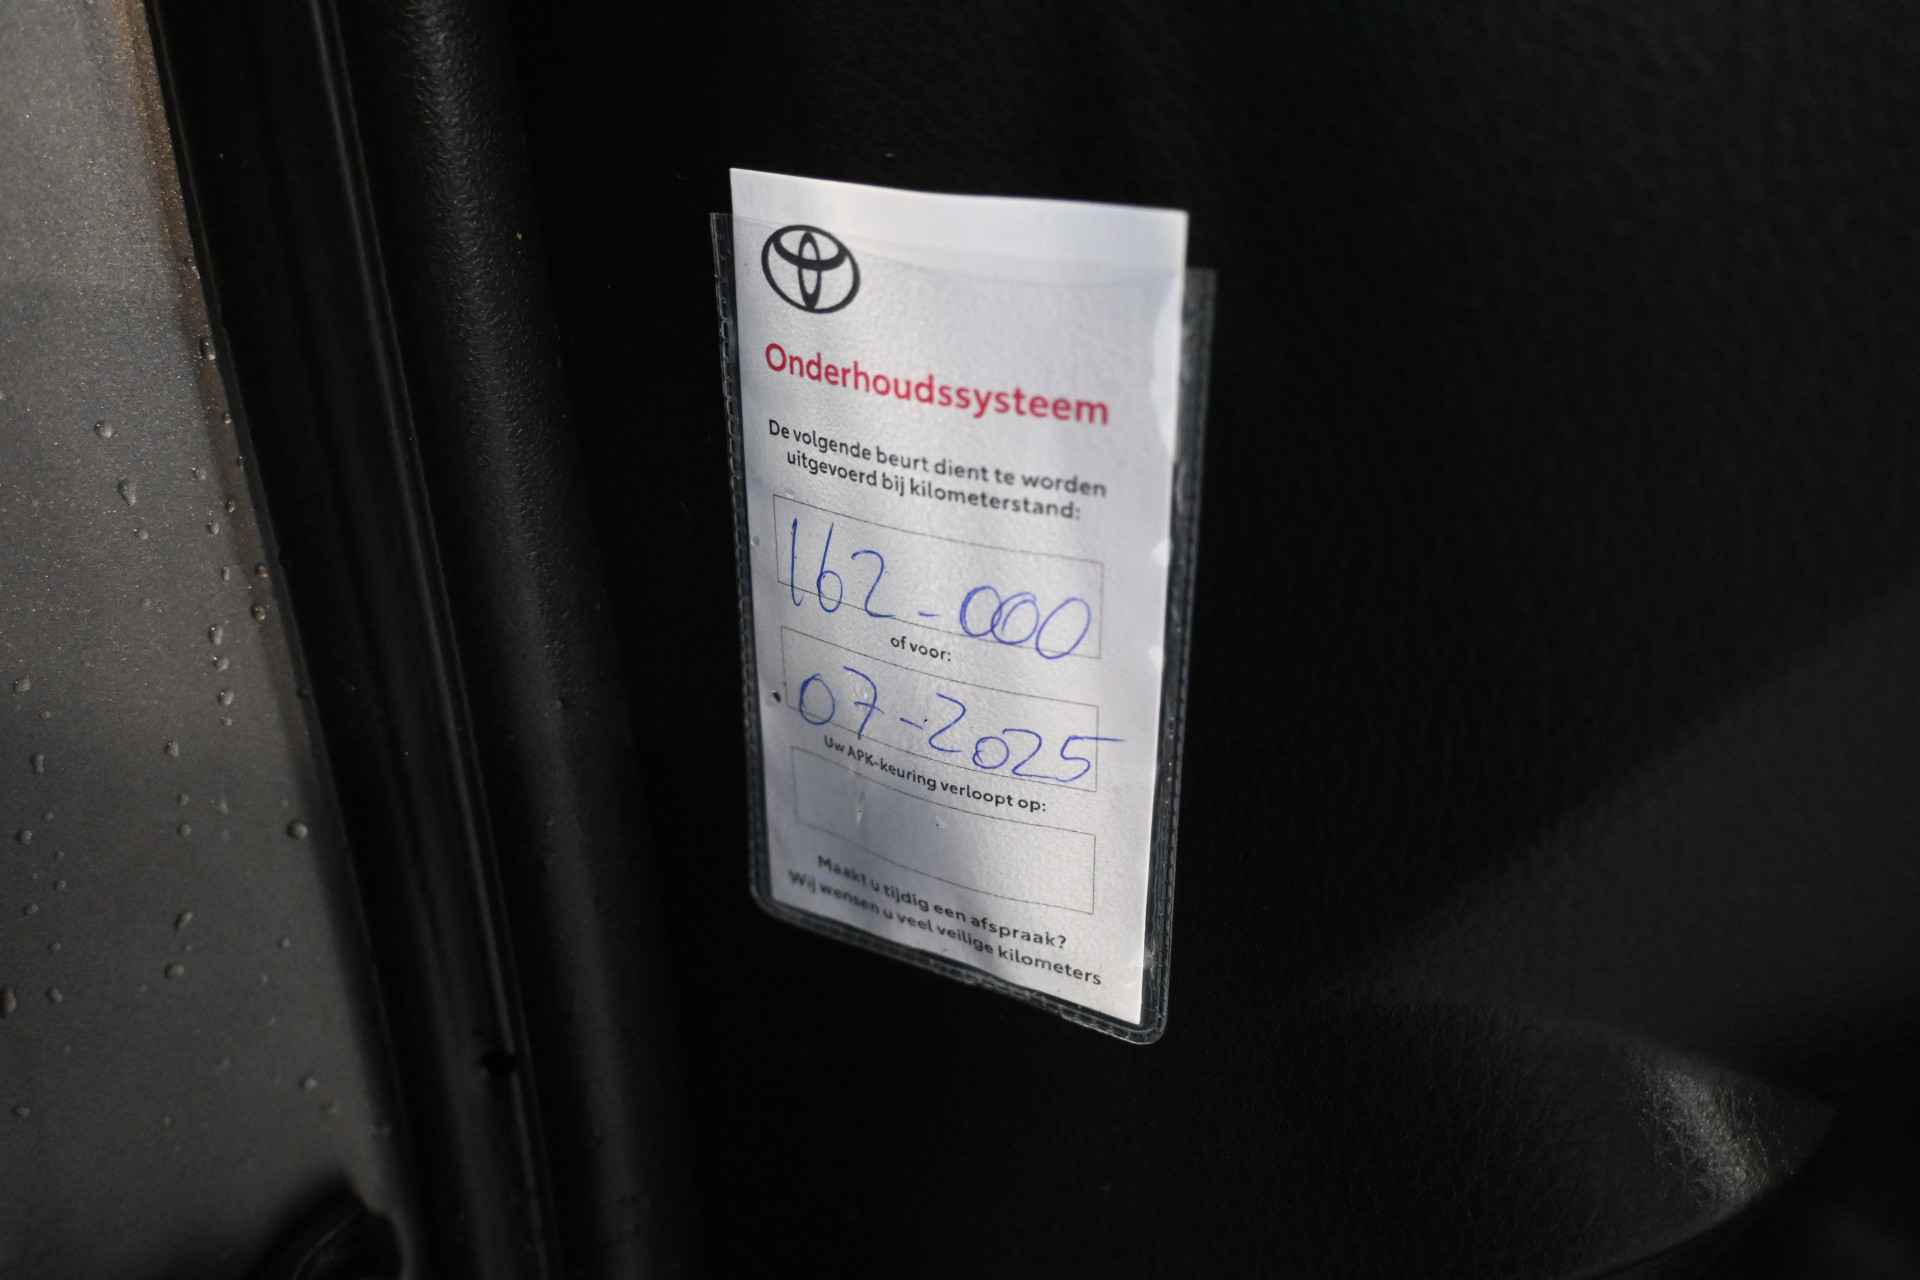 Onderhoudssysteem
De volgende beurt dient te worden
uitgevoerd bij kilometerstand:
162-000
of voor:
07-2025
Uw APK-keuring verloopt op:
Maakt u tijdig een afspraak?
Wij wensen u veel veilige kilometers